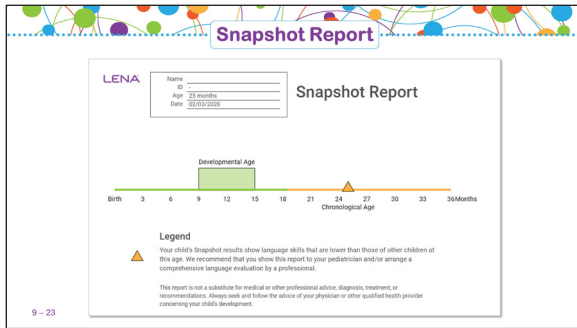 Snapshot Report
LENA
Name
ID -
Age 25 months
Date 02/03/2020
Snapshot Report
Developmental Age
Birth 3 6 9 12 15 18 21 24 27 30 33 36Months
Chronological Age
Legend
Your child's Snapshot results show language skills that are lower than those of other children at
this age. We recommend that you show this report to your pediatrician and/or arrange a
comprehensive language evaluation by a professional.
This report is not a substitute for medical or other professional advice, diagnosis, treatment, or
recommendations. Always seek and follow the advice of your physician or other qualified health provider
concerning your child's development.
9 – 23